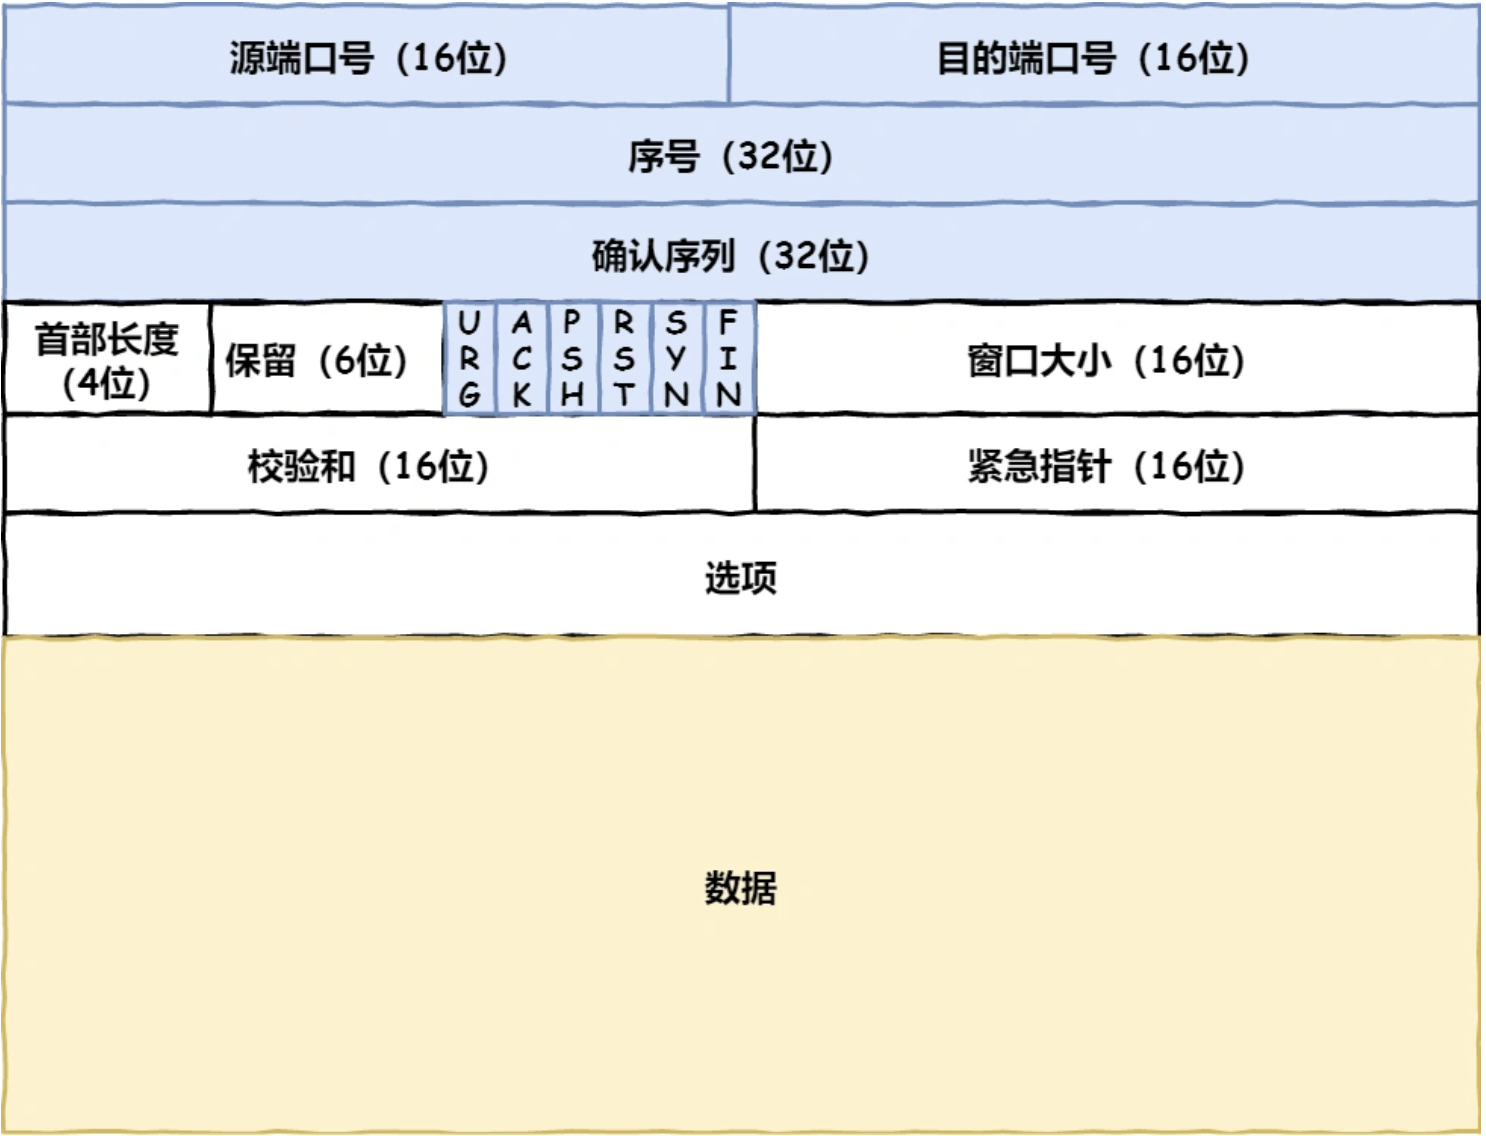 源端口号（16位）
目的端口号（16位）
序号（32位）
确认序列（32位）
首部长度
（4位）
保留（6位）
URG
ACK
PSH
RST
SYN
FIN
窗口大小（16位）
校验和（16位）
紧急指针（16位）
选项
数据